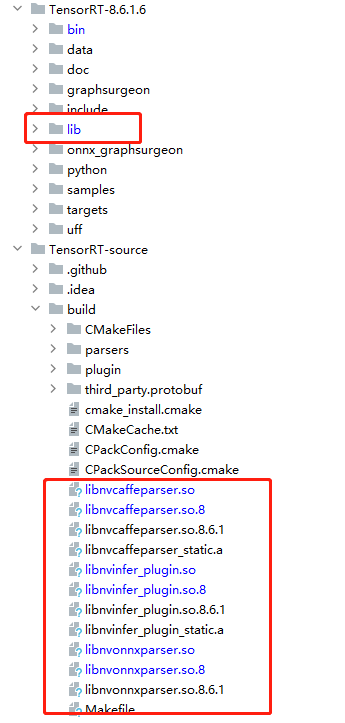 TensorRT-8.6.1.6
bin
data
doc
graphsurgeon
include
lib
onnx_graphsurgeon
python
samples
targets
uff
TensorRT-source
.github
.idea
build
CMakeFiles
parsers
plugin
third_party.protobuf
cmake_install.cmake
CMakeCache.txt
CPackConfig.cmake
CPackSourceConfig.cmake
libnvcaffeparser.so
libnvcaffeparser.so.8
libnvcaffeparser.so.8.6.1
libnvcaffeparser_static.a
libnvinfer_plugin.so
libnvinfer_plugin.so.8
libnvinfer_plugin.so.8.6.1
libnvinfer_plugin_static.a
libnvonnxparser.so
libnvonnxparser.so.8
libnvonnxparser.so.8.6.1
Makefile